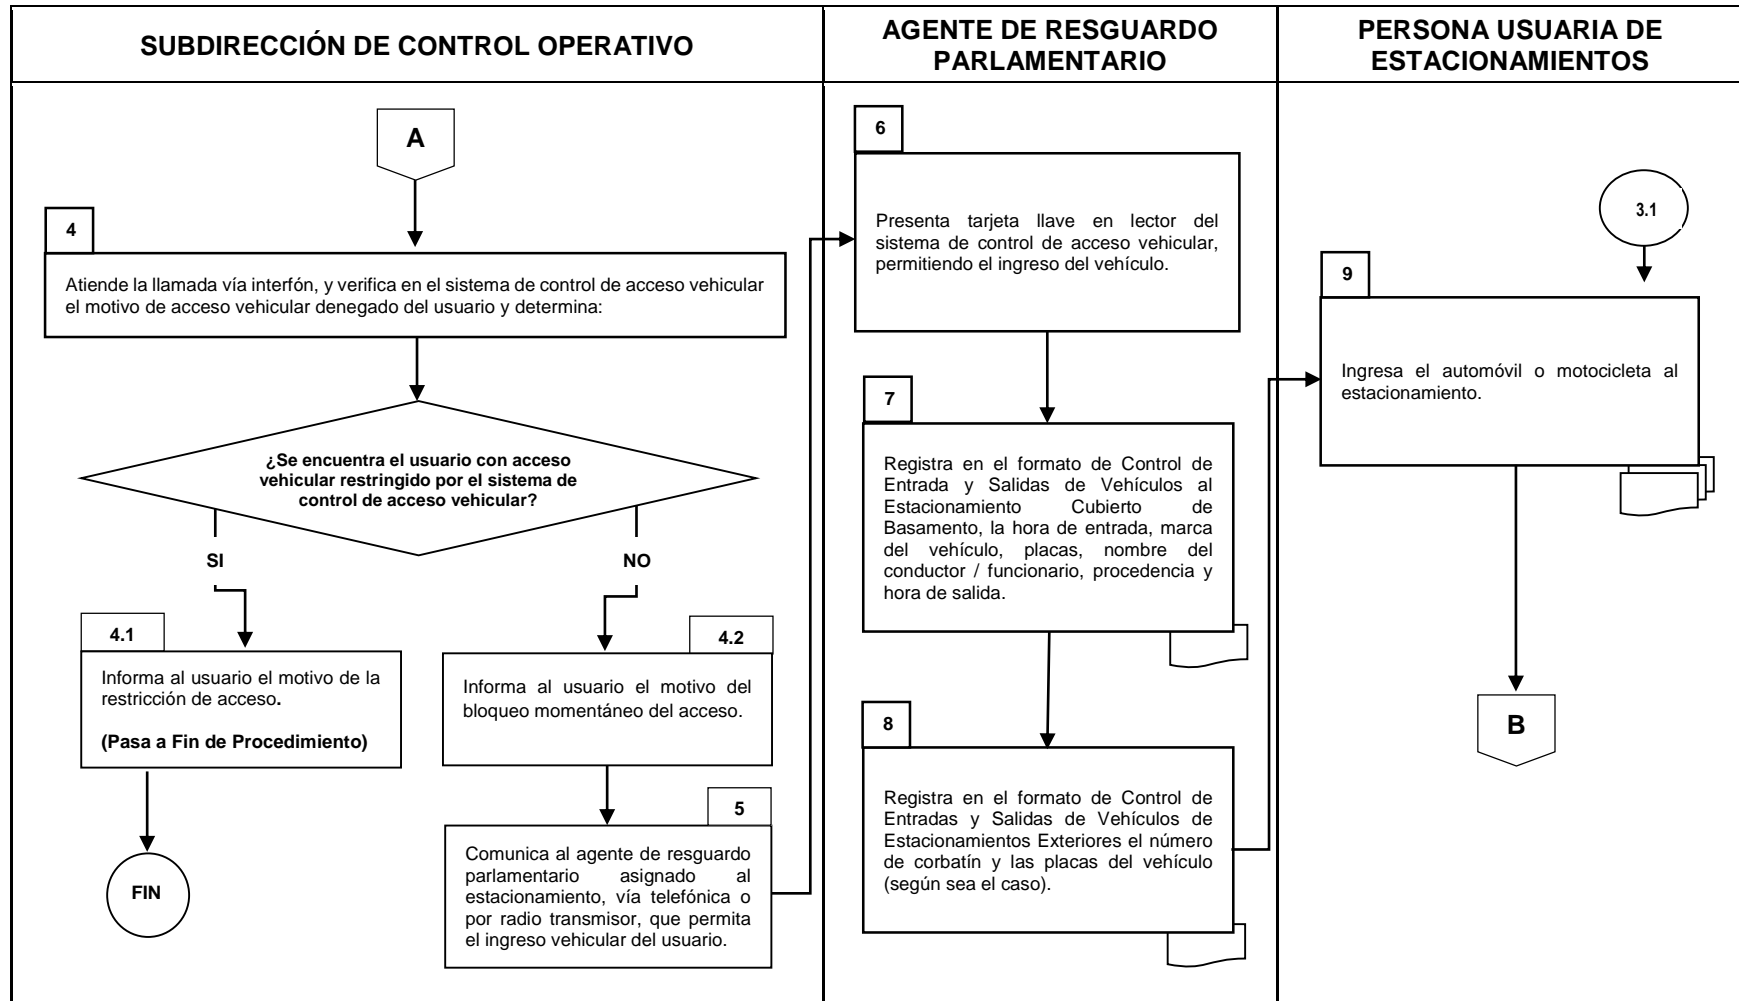 SUBDIRECCIÓN DE CONTROL OPERATIVO
AGENTE DE RESGUARDO
PARLAMENTARIO
PERSONA USUARIA DE
ESTACIONAMIENTOS
A
4
Atiende la llamada vía interfón, y verifica en el sistema de control de acceso vehicular
el motivo de acceso vehicular denegado del usuario y determina:
¿Se encuentra el usuario con acceso
vehicular restringido por el sistema de
control de acceso vehicular?
SI
NO
4.1
Informa al usuario el motivo de la
restricción de acceso.
(Pasa a Fin de Procedimiento)
FIN
4.2
Informa al usuario el motivo del
bloqueo momentáneo del acceso.
5
Comunica al agente de resguardo
parlamentario asignado al
estacionamiento, vía telefónica o
por radio transmisor, que permita
el ingreso vehicular del usuario.
6
Presenta tarjeta llave en lector del
sistema de control de acceso vehicular,
permitiendo el ingreso del vehículo.
7
Registra en el formato de Control de
Entrada y Salidas de Vehículos al
Estacionamiento Cubierto de
Basamento, la hora de entrada, marca
del vehículo, placas, nombre del
conductor / funcionario, procedencia y
hora de salida.
8
Registra en el formato de Control de
Entradas y Salidas de Vehículos de
Estacionamientos Exteriores el número
de corbatín y las placas del vehículo
(según sea el caso).
3.1
9
Ingresa el automóvil o motocicleta al
estacionamiento.
B